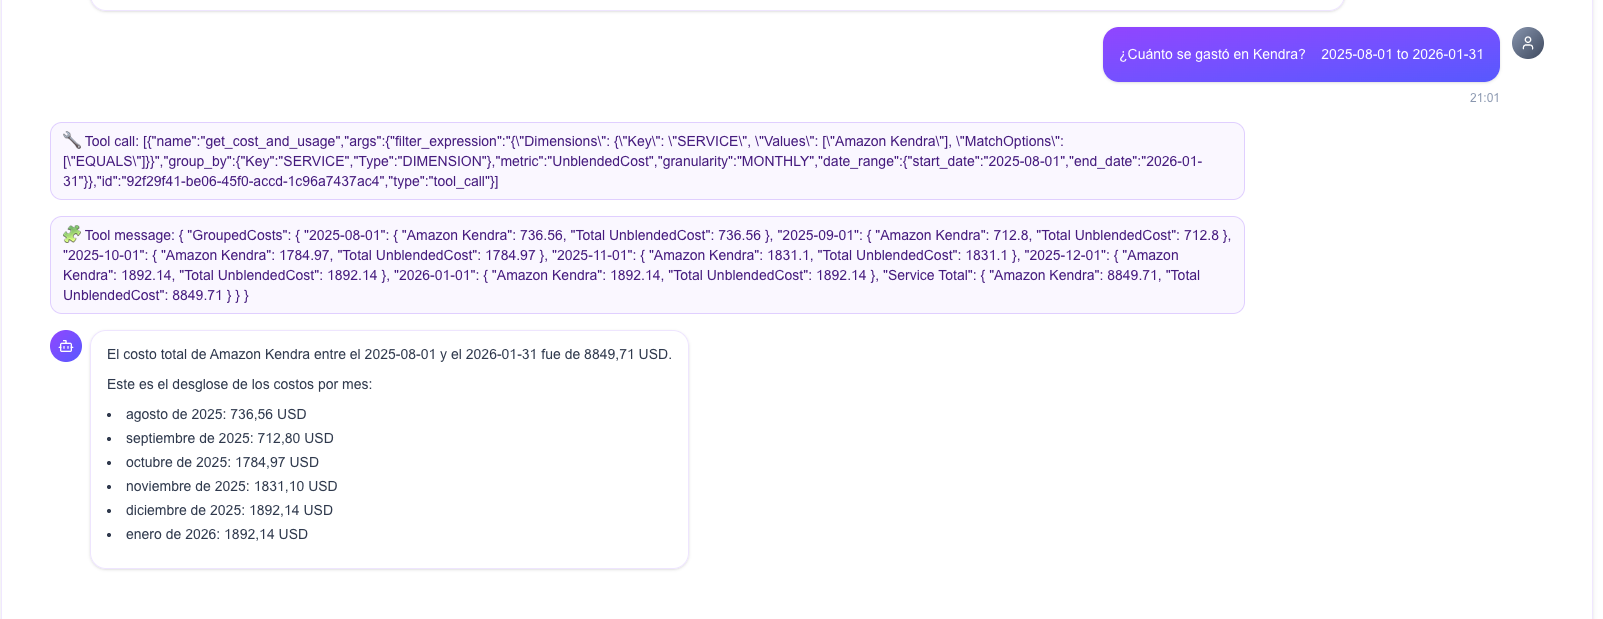 ¿Cuánto se gastó en Kendra?    2025-08-01 to 2026-01-31
21:01
🔧 Tool call: [{"name":"get_cost_and_usage","args":{"filter_expression":"{\"Dimensions\": {\"Key\": \"SERVICE\", \"Values\": [\"Amazon Kendra\"], \"MatchOptions\":
[\"EQUALS\"]}}","group_by":{"Key":"SERVICE","Type":"DIMENSION"},"metric":"UnblendedCost","granularity":"MONTHLY","date_range":{"start_date":"2025-08-01","end_date":"2026-01-
31"}},"id":"92f29f41-be06-45f0-accd-1c96a7437ac4","type":"tool_call"}]
🧩 Tool message: { "GroupedCosts": { "2025-08-01": { "Amazon Kendra": 736.56, "Total UnblendedCost": 736.56 }, "2025-09-01": { "Amazon Kendra": 712.8, "Total UnblendedCost": 712.8 },
"2025-10-01": { "Amazon Kendra": 1784.97, "Total UnblendedCost": 1784.97 }, "2025-11-01": { "Amazon Kendra": 1831.1, "Total UnblendedCost": 1831.1 }, "2025-12-01": { "Amazon
Kendra": 1892.14, "Total UnblendedCost": 1892.14 }, "2026-01-01": { "Amazon Kendra": 1892.14, "Total UnblendedCost": 1892.14 }, "Service Total": { "Amazon Kendra": 8849.71, "Total
UnblendedCost": 8849.71 } } }
El costo total de Amazon Kendra entre el 2025-08-01 y el 2026-01-31 fue de 8849,71 USD.
Este es el desglose de los costos por mes:
• agosto de 2025: 736,56 USD
• septiembre de 2025: 712,80 USD
• octubre de 2025: 1784,97 USD
• noviembre de 2025: 1831,10 USD
• diciembre de 2025: 1892,14 USD
• enero de 2026: 1892,14 USD